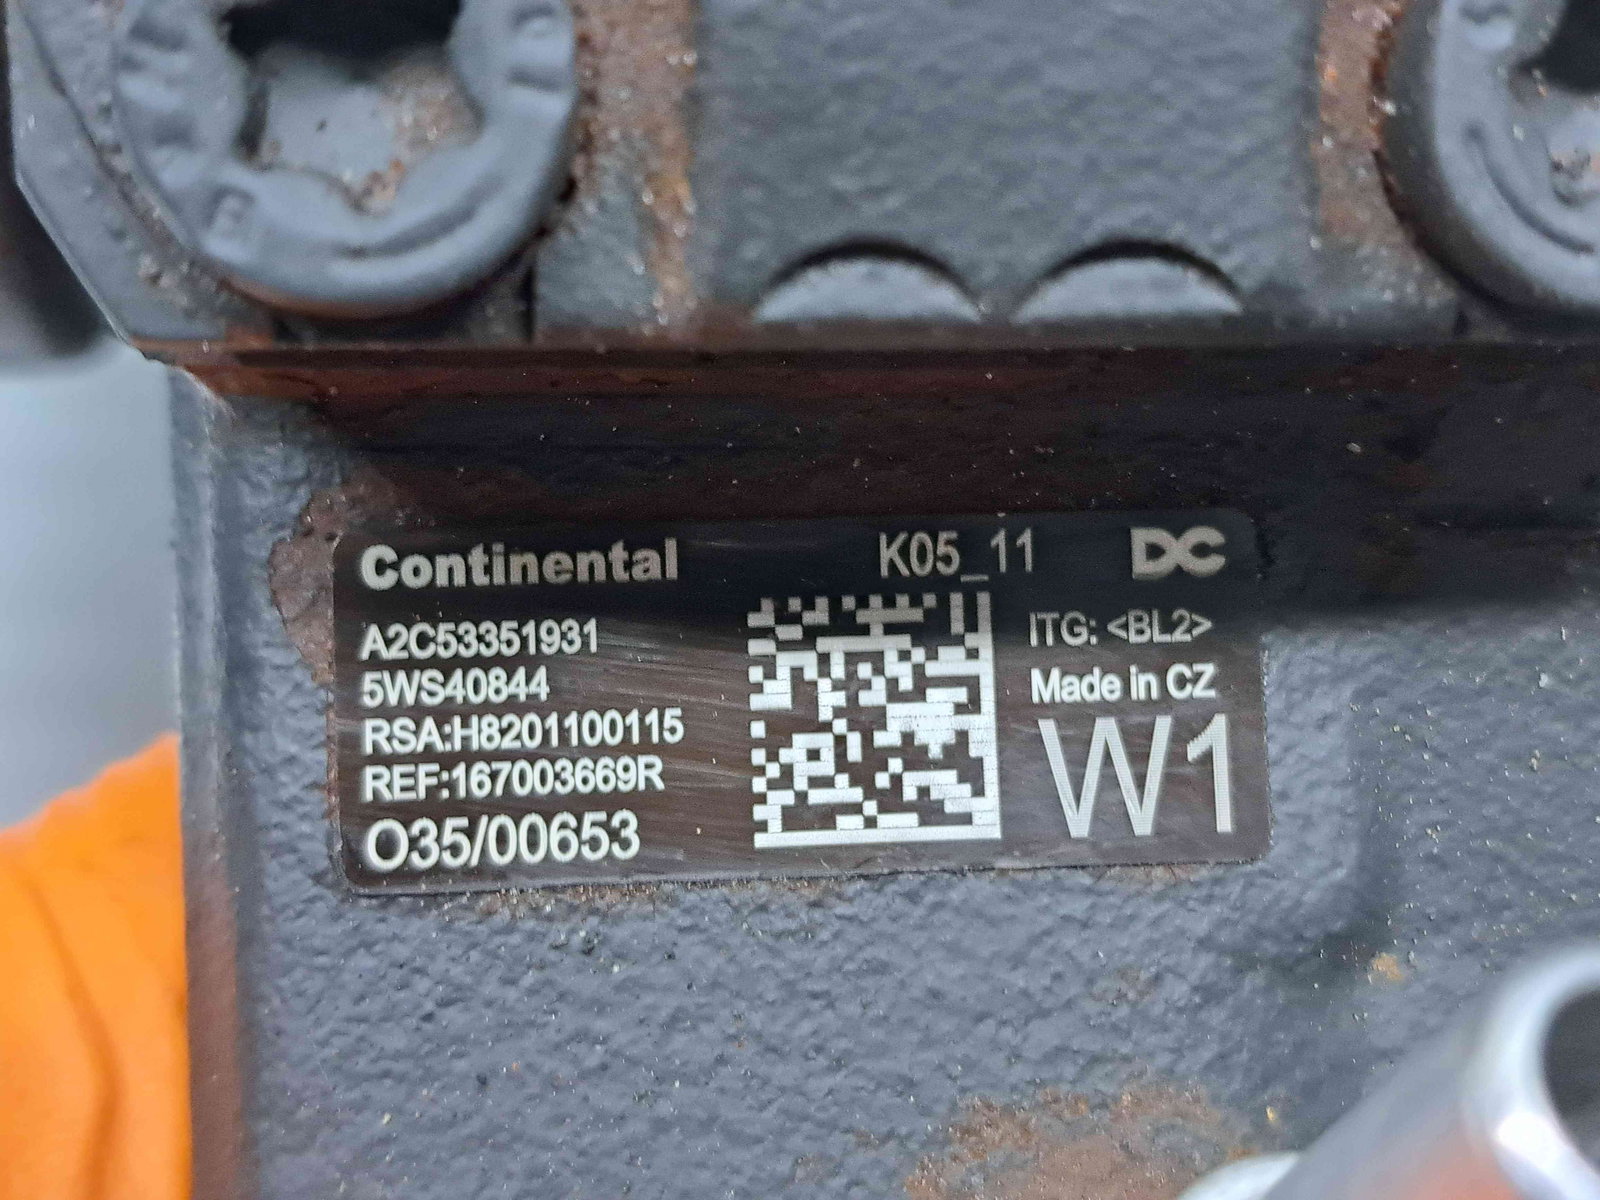 Continental K05_11 DC
A2C53351931
5WS40844
RSA:H8201100115
REF:167003669R
O35/00653
ITG: <BL2>
Made in CZ
W1